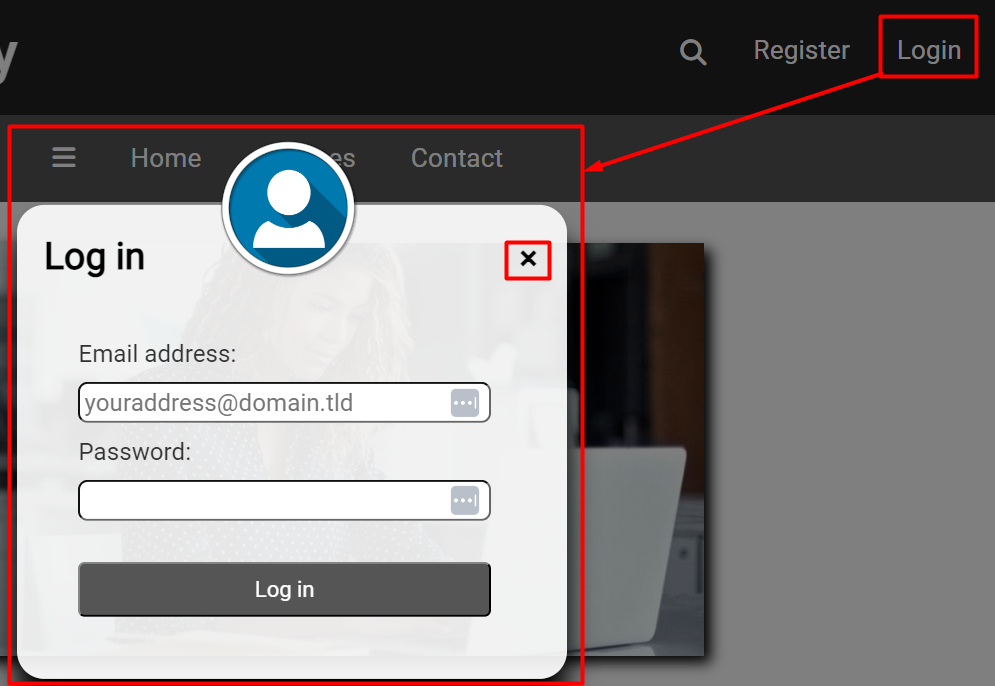 y
Register
Login
Home
es
Contact
Log in
Email address:
youraddress@domain.tld
Password:
Log in